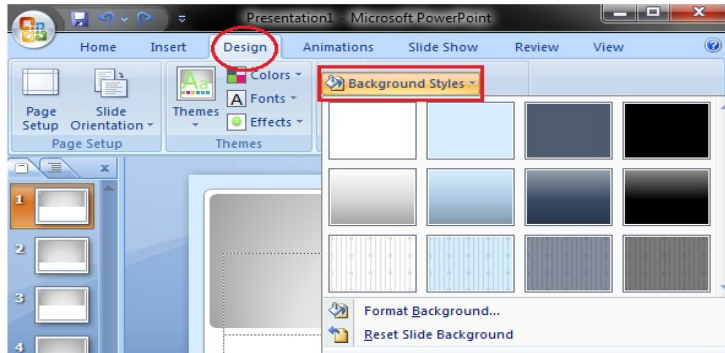 Presentation1 - Microsoft PowerPoint
Home Insert Design Animations Slide Show Review View
Page Setup
Slide Orientation
Themes
Colors
A Fonts
Effects
Background Styles
Page Setup
Themes
Aa
1
2
3
4
Format Background...
Reset Slide Background